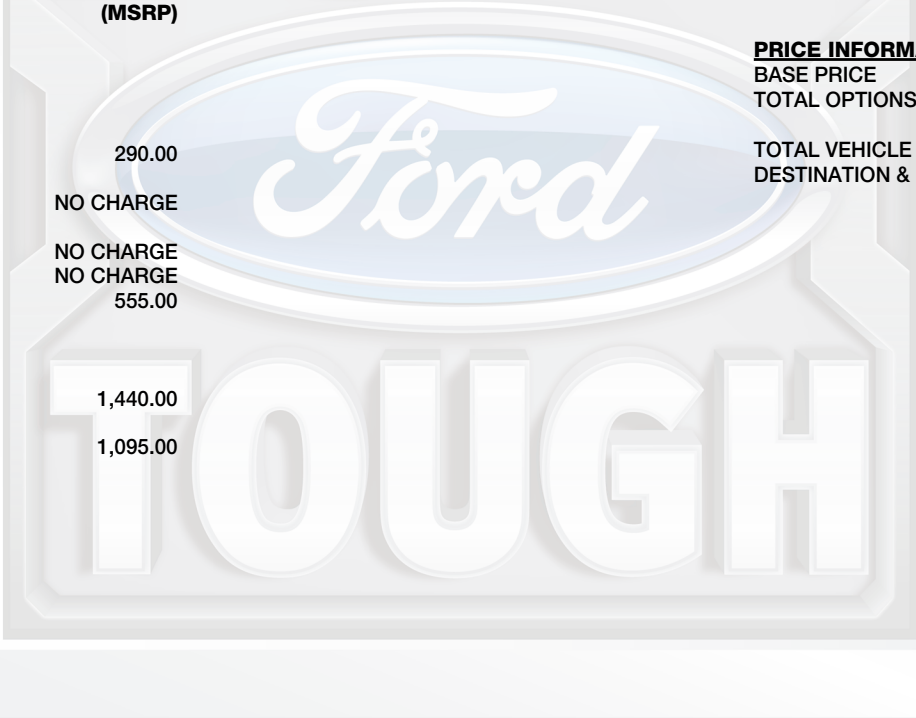 (MSRP)
290.00
NO CHARGE
NO CHARGE
NO CHARGE
555.00
1,440.00
1,095.00
PRICE INFORM
BASE PRICE
TOTAL OPTIONS
TOTAL VEHICLE
DESTINATION &
Ford
TOUGH